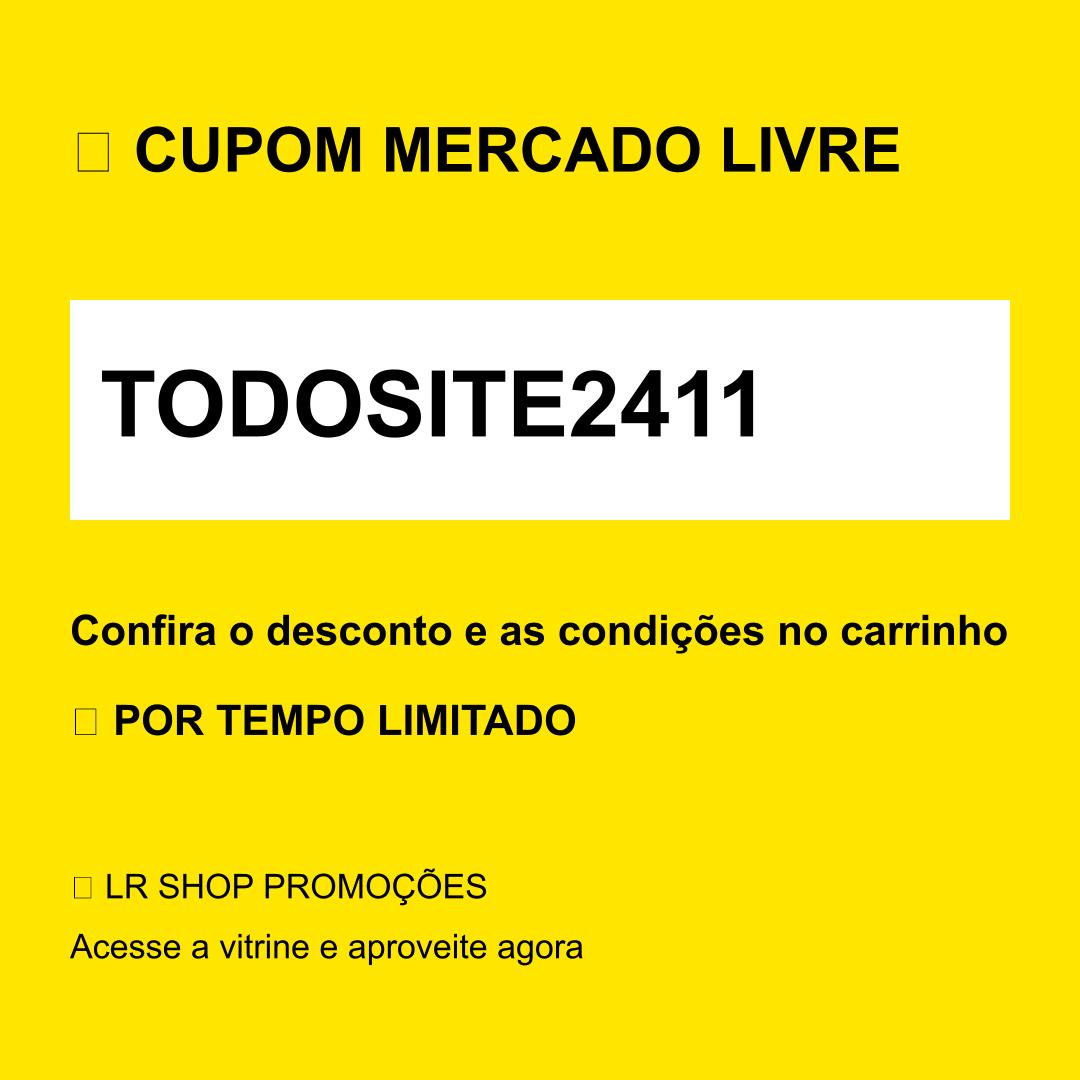 CUPOM MERCADO LIVRE
TODOSITE2411
Confira o desconto e as condições no carrinho
POR TEMPO LIMITADO
LR SHOP PROMOÇÕES
Acesse a vitrine e aproveite agora